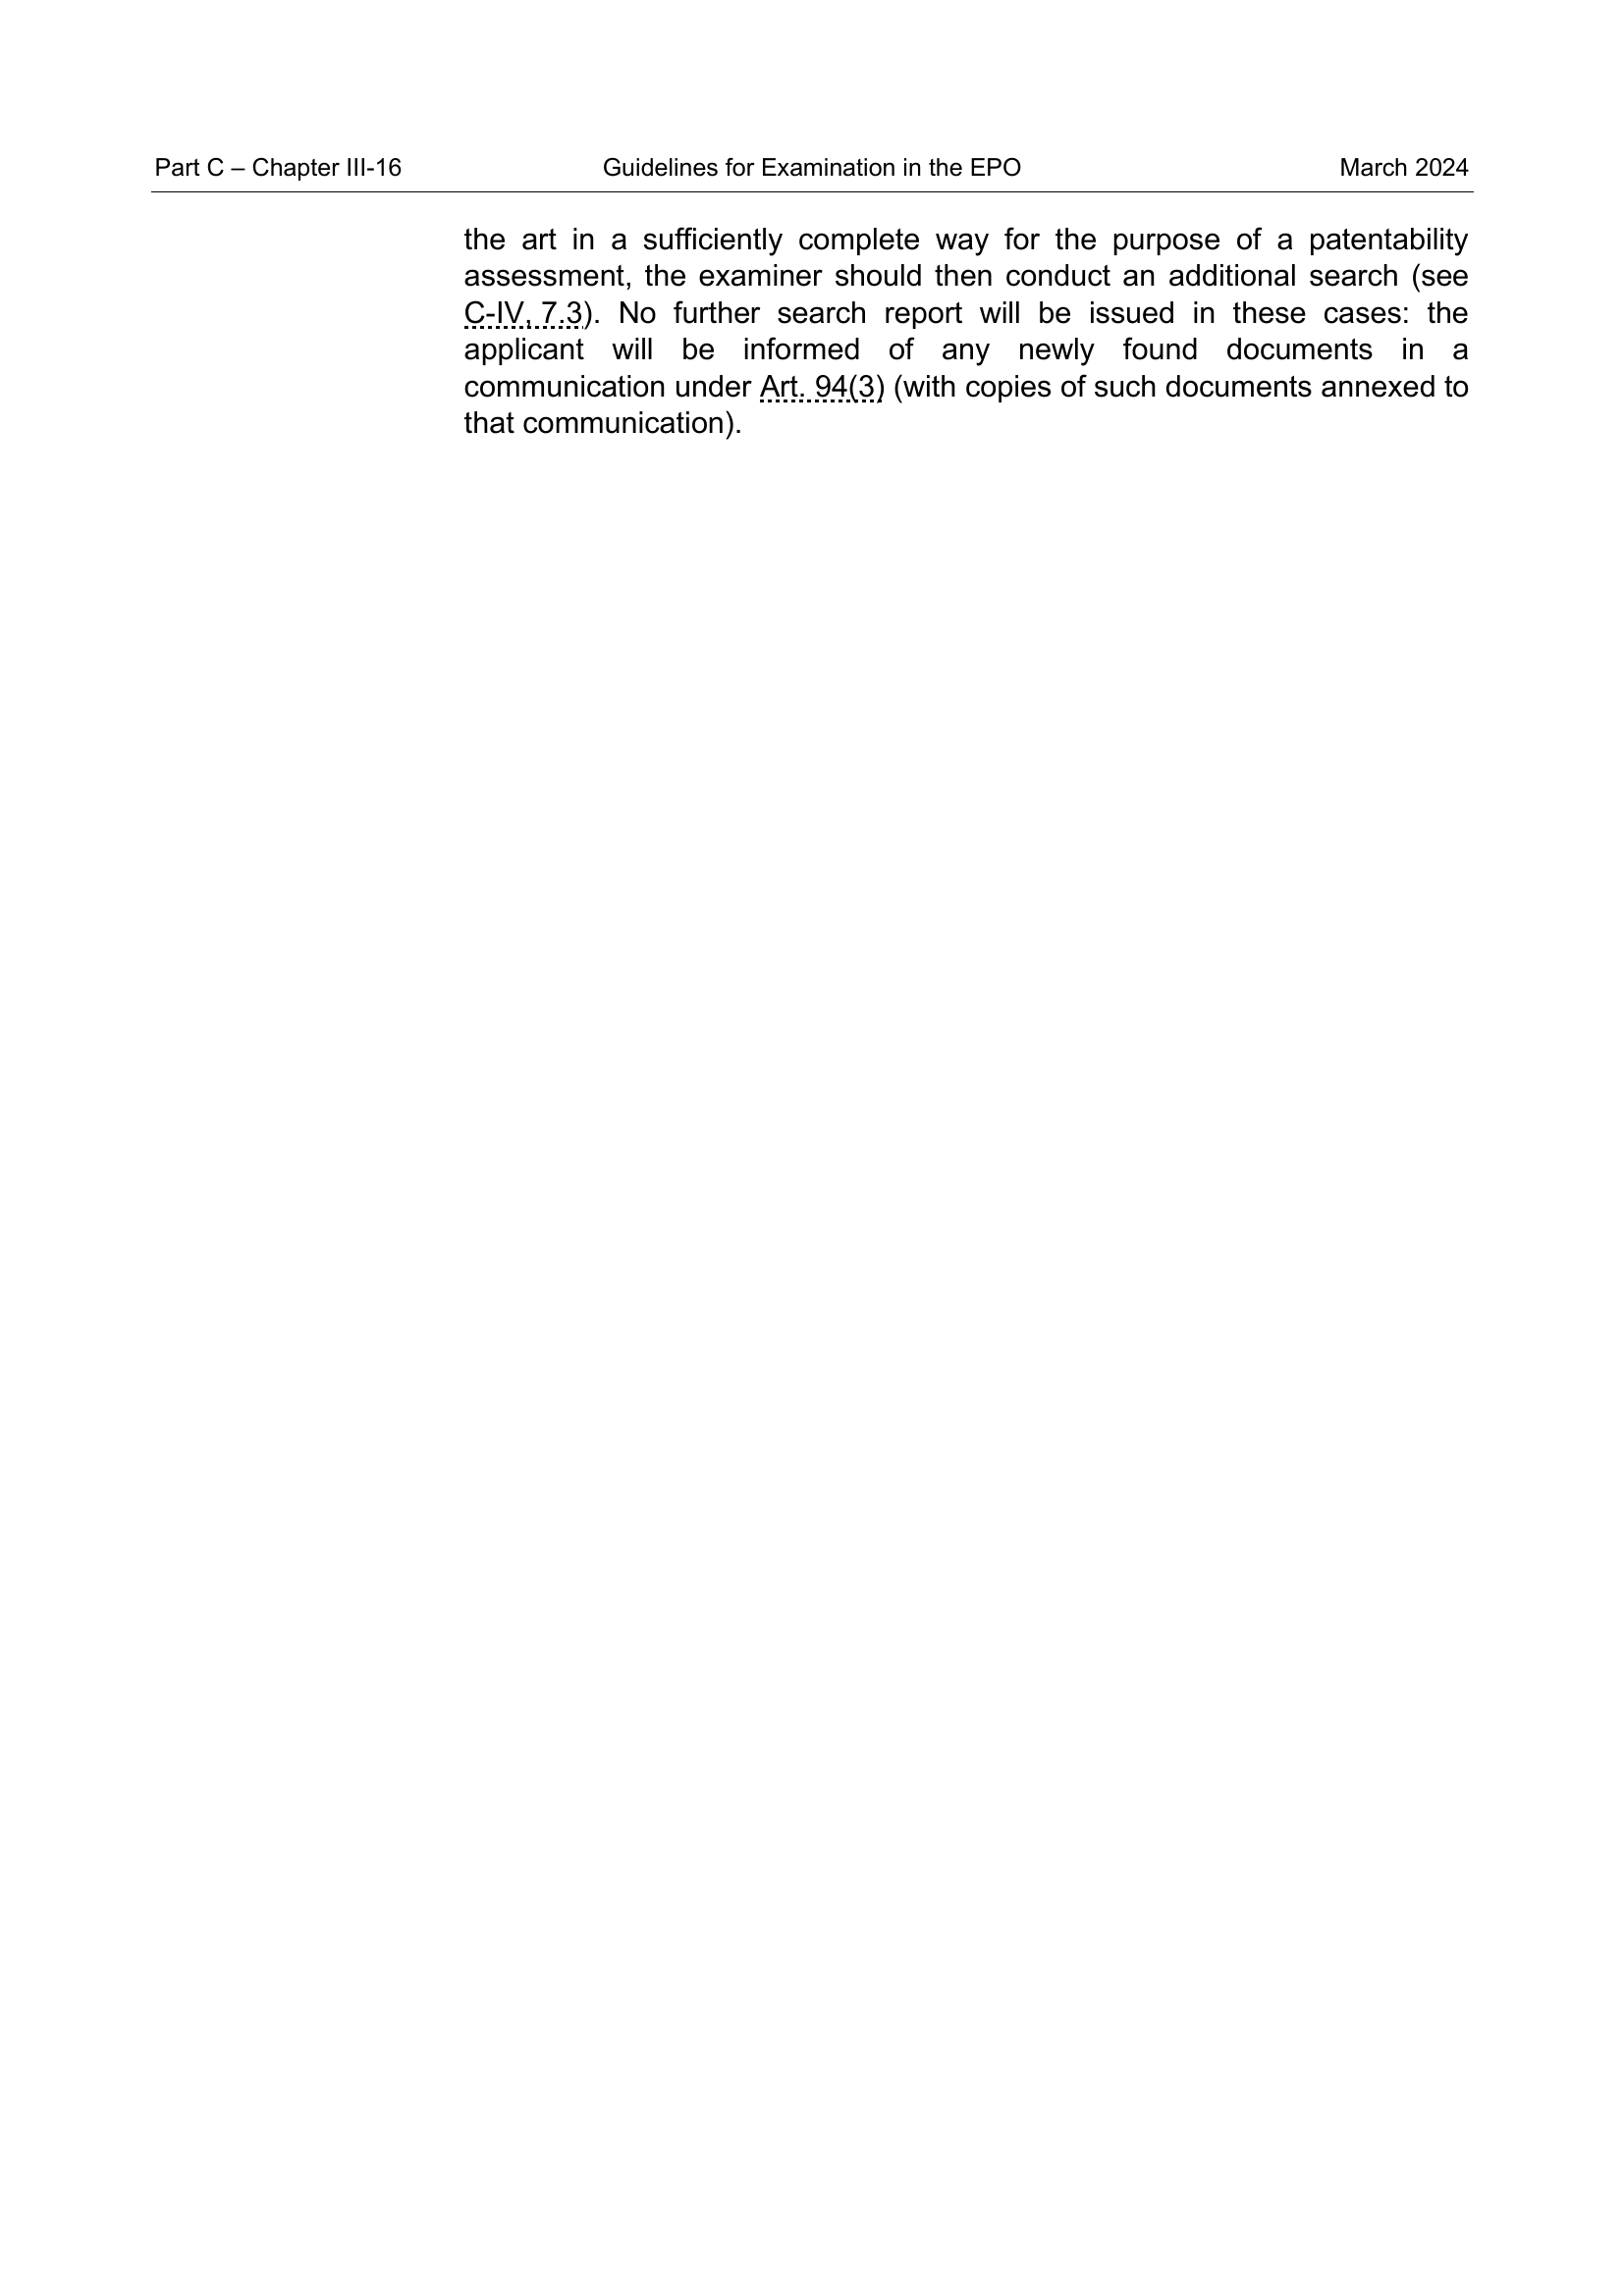 Part C – Chapter III-16 Guidelines for Examination in the EPO March 2024
the art in a sufficiently complete way for the purpose of a patentability
assessment, the examiner should then conduct an additional search (see
C-IV, 7.3). No further search report will be issued in these cases: the
applicant will be informed of any newly found documents in a
communication under Art. 94(3) (with copies of such documents annexed to
that communication).